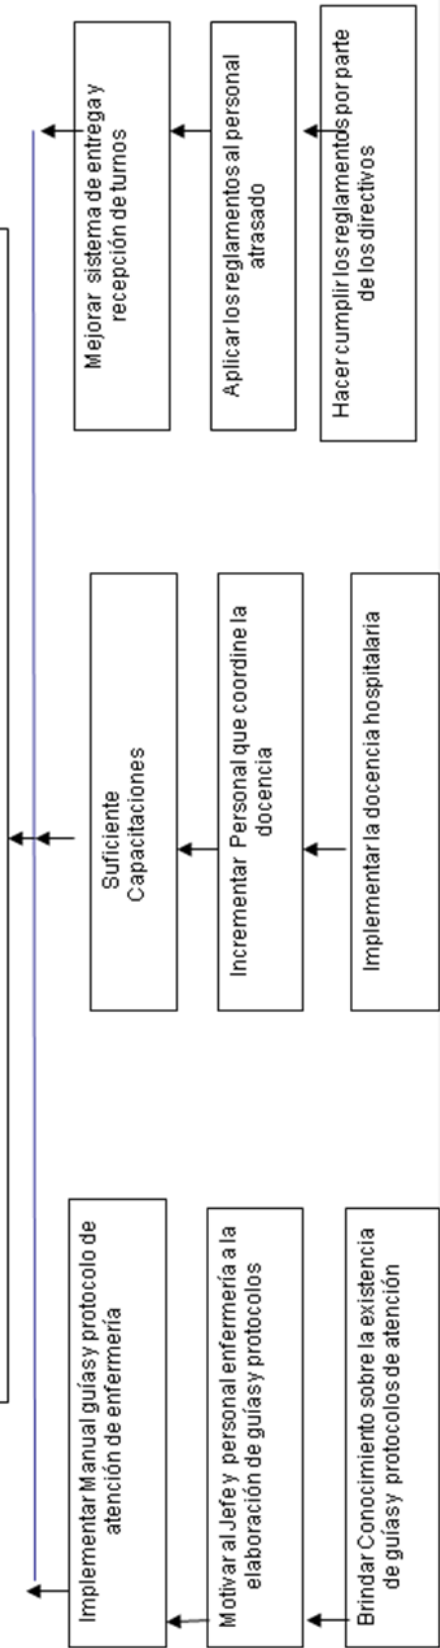 Implementar Manual guías y protocolo de
atención de enfermería
Suficiente
Capacitaciones
Mejorar sistema de entrega y
recepción de turnos
Motivar al Jefe y personal enfermería a la
elaboración de guías y protocolos
Incrementar Personal que coordine la
docencia
Aplicar los reglamentos al personal
atrasado
Brindar Conocimiento sobre la existencia
de guías y protocolos de atención
Implementar la docencia hospitalaria
Hacer cumplir los reglamentos por parte
de los directivos